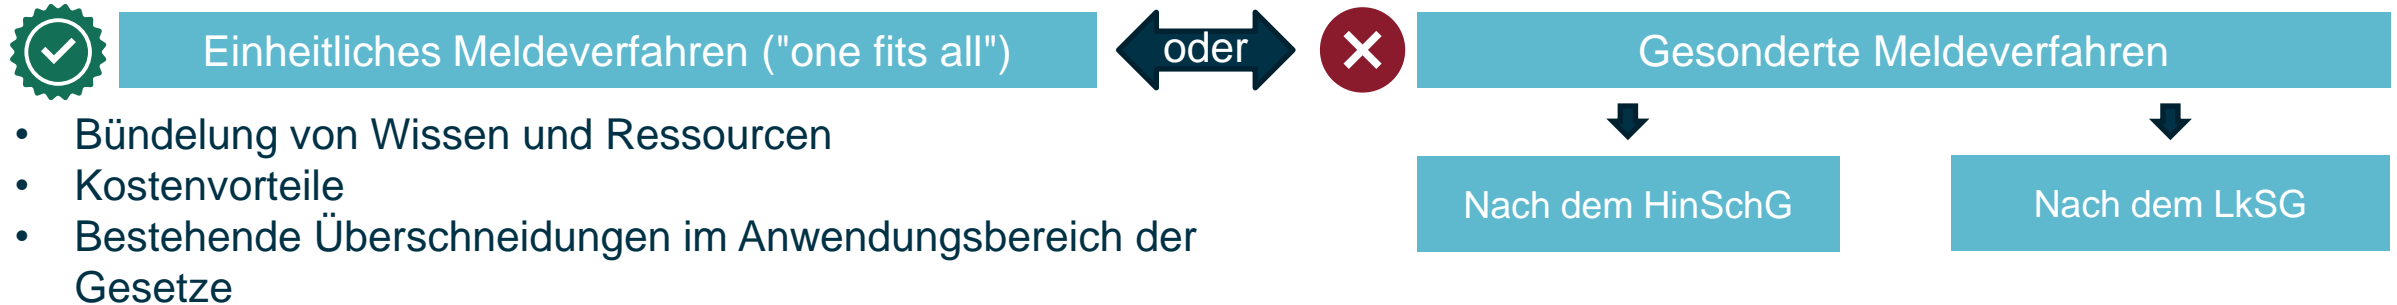 Einheitliches Meldeverfahren ("one fits all")
oder
Gesonderte Meldeverfahren
• Bündelung von Wissen und Ressourcen
• Kostenvorteile
• Bestehende Überschneidungen im Anwendungsbereich der
Gesetze
Nach dem HinSchG
Nach dem LkSG